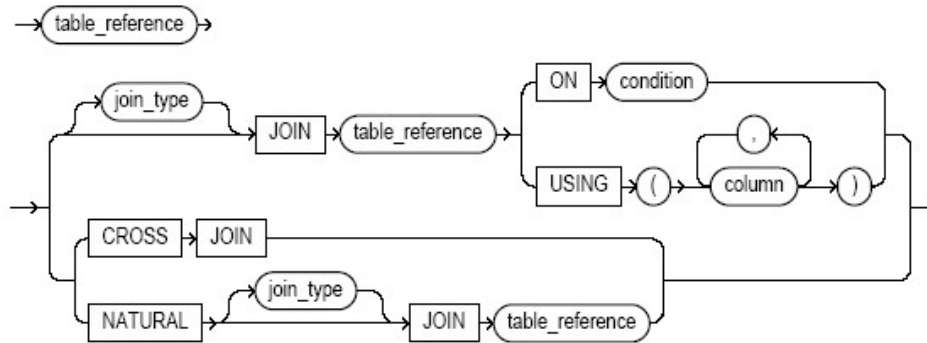 table_reference
join_type
JOIN table_reference
ON condition
USING ( column )
,
CROSS JOIN
NATURAL join_type JOIN table_reference